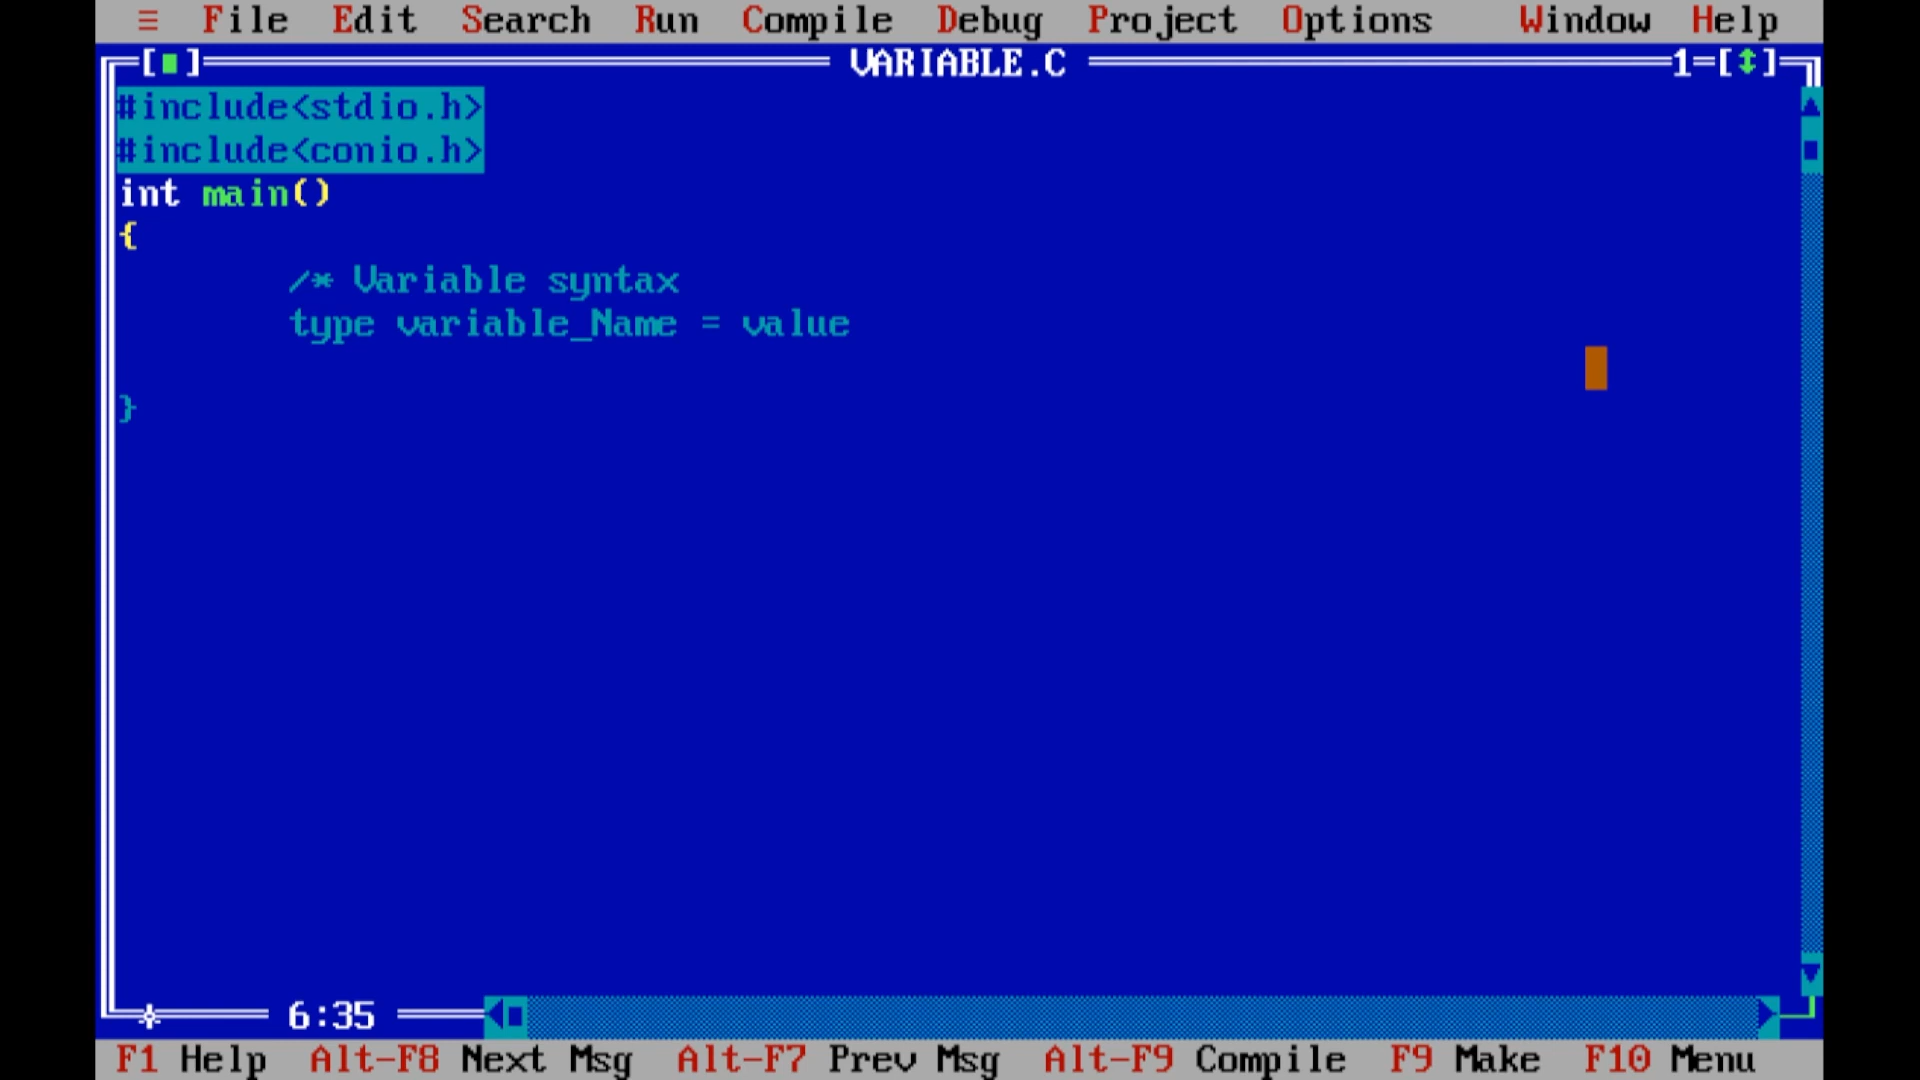 ≡ File Edit Search Run Compile Debug Project Options Window Help
[■] VARIABLE.C 1=[↕]
#include<stdio.h>
#include<conio.h>
int main()
{
/* Variable syntax
type variable_Name = value
}
6:35
F1 Help Alt-F8 Next Msg Alt-F7 Prev Msg Alt-F9 Compile F9 Make F10 Menu